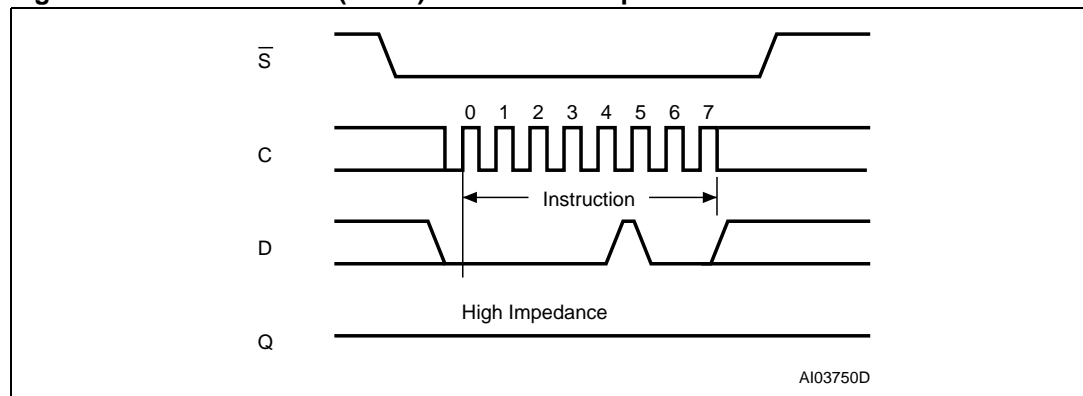 S̅
0 1 2 3 4 5 6 7
C
Instruction
D
High Impedance
Q
AI03750D